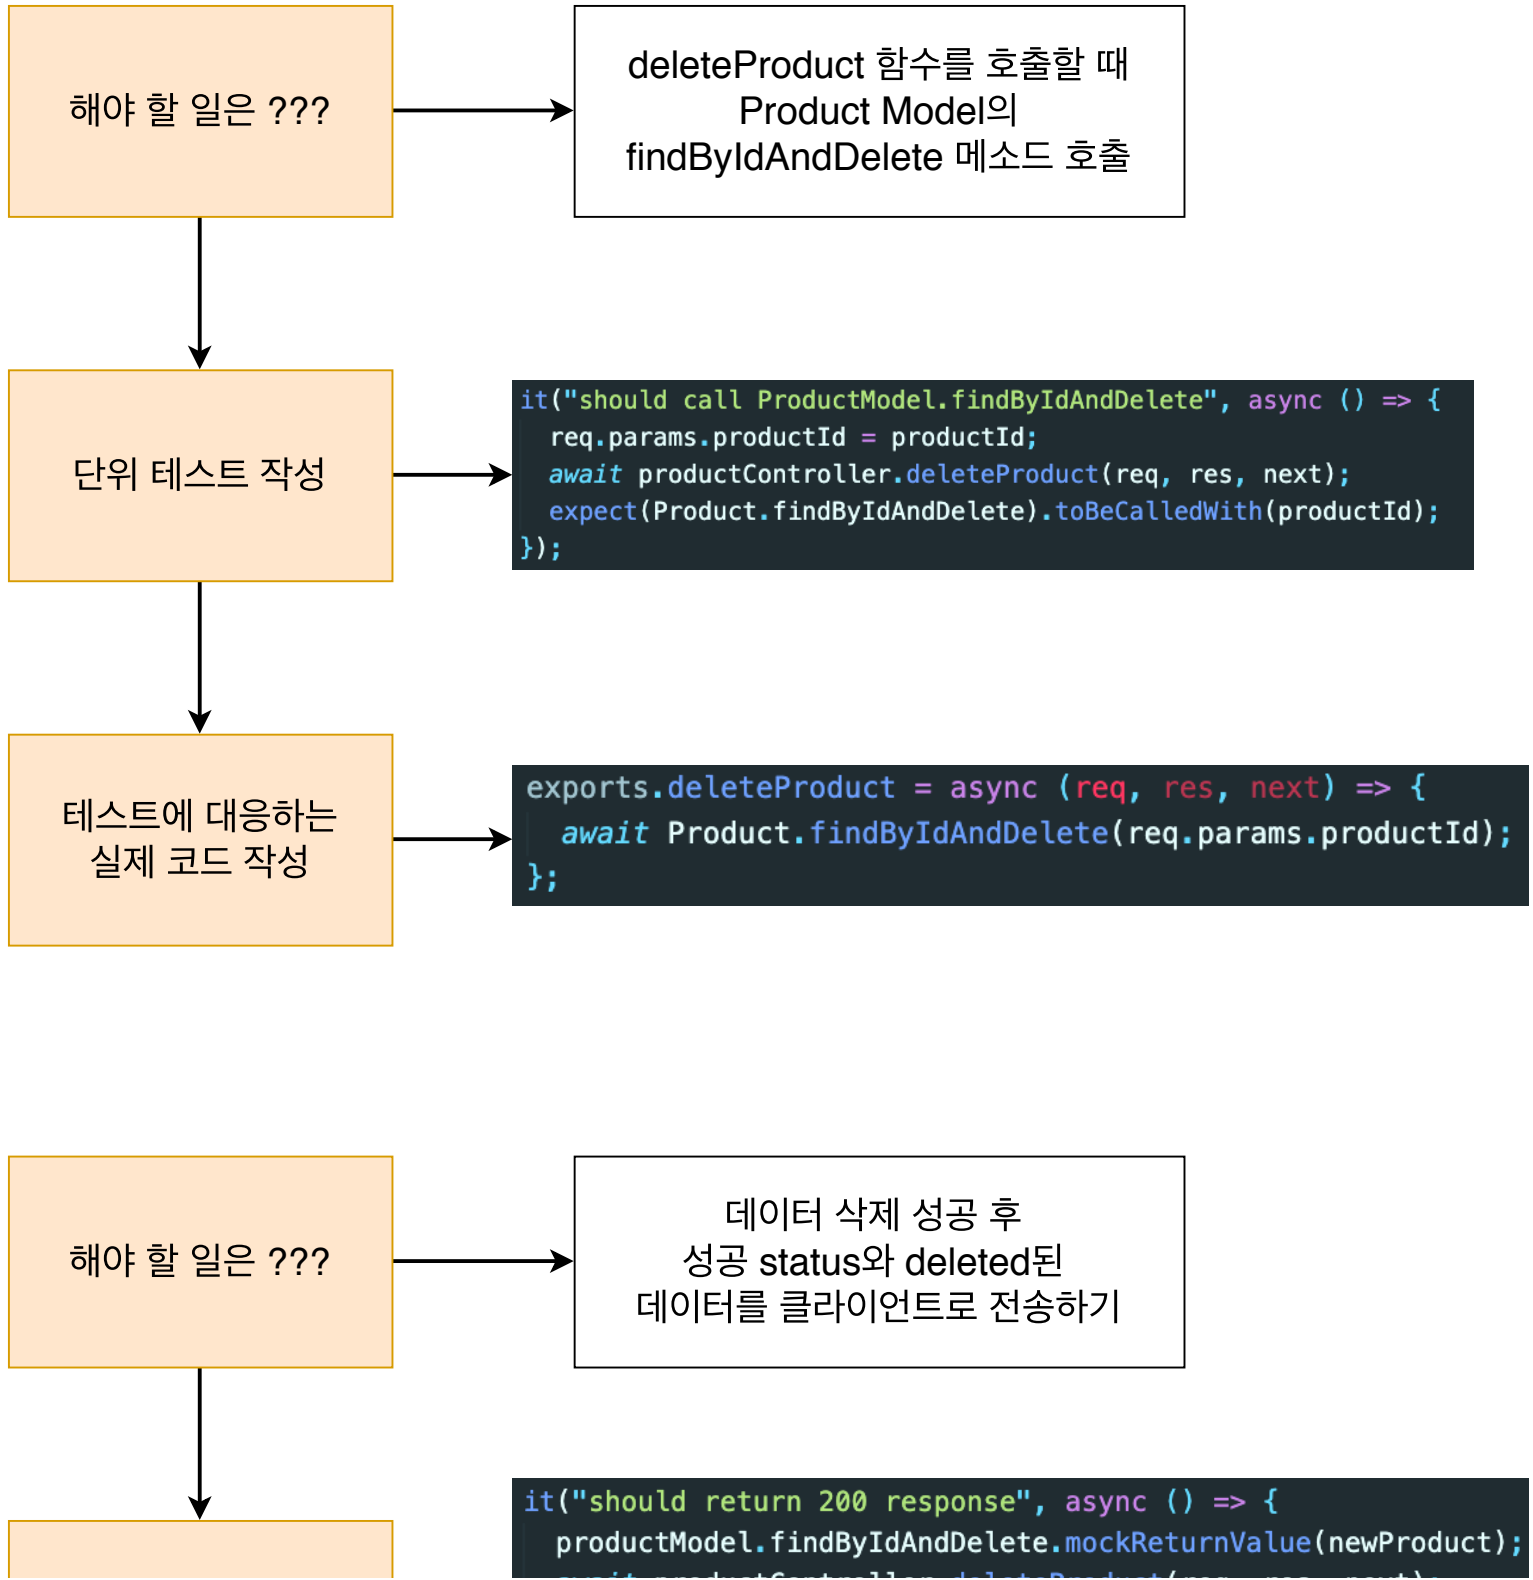 해야 할 일은 ???
deleteProduct 함수를 호출할 때
Product Model의
findByIdAndDelete 메소드 호출
단위 테스트 작성
it("should call ProductModel.findByIdAndDelete", async () => {
req.params.productId = productId;
await productController.deleteProduct(req, res, next);
expect(Product.findByIdAndDelete).toBeCalledWith(productId);
});
테스트에 대응하는
실제 코드 작성
exports.deleteProduct = async (req, res, next) => {
await Product.findByIdAndDelete(req.params.productId);
};
해야 할 일은 ???
데이터 삭제 성공 후
성공 status와 deleted된
데이터를 클라이언트로 전송하기
it("should return 200 response", async () => {
productModel.findByIdAndDelete.mockReturnValue(newProduct);